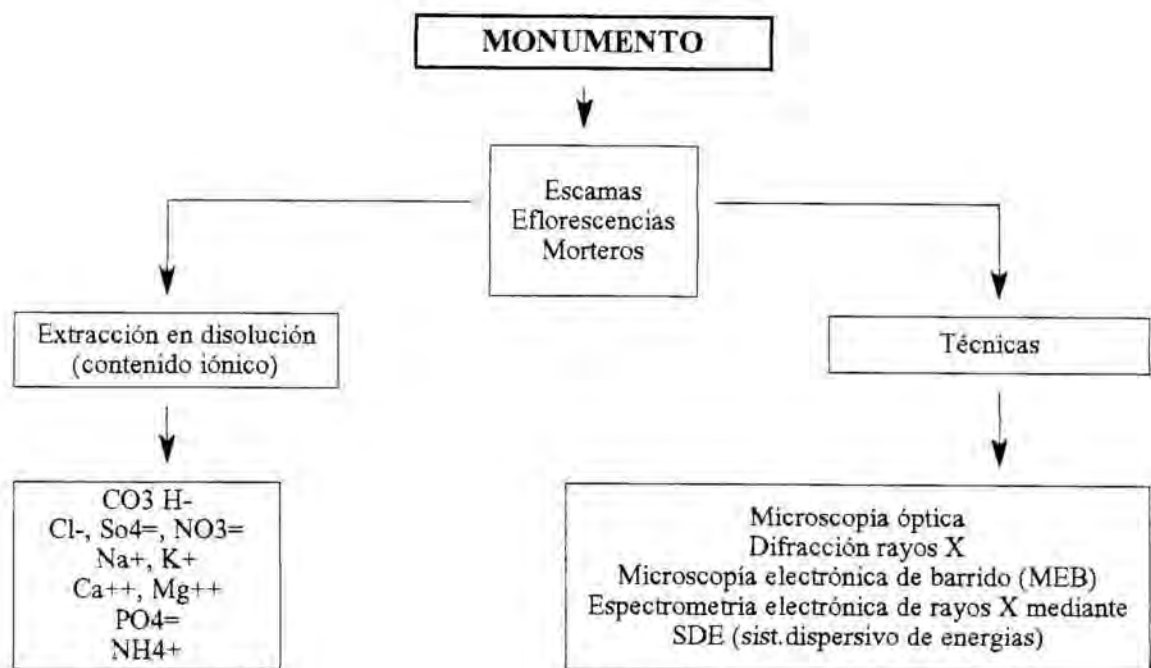 MONUMENTO
Escamas
Eflorescencias
Morteros
Extracción en disolución
(contenido iónico)
Técnicas
CO3 H-
Cl-, So4=, NO3=
Na+, K+
Ca++, Mg++
PO4=
NH4+
Microscopía óptica
Difracción rayos X
Microscopía electrónica de barrido (MEB)
Espectrometria electrónica de rayos X mediante
SDE (sist.dispersivo de energias)